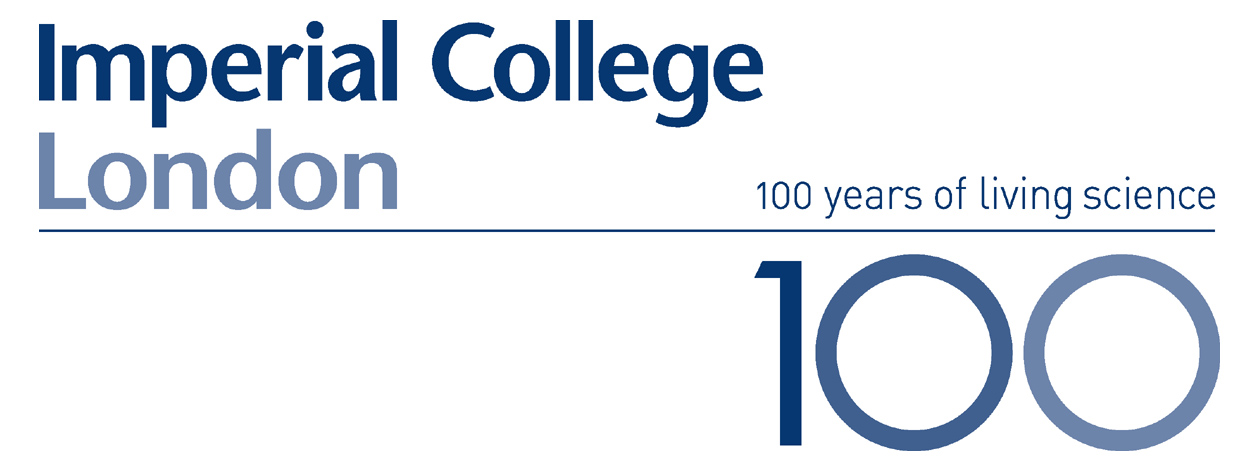 Imperial College
London
100 years of living science
100